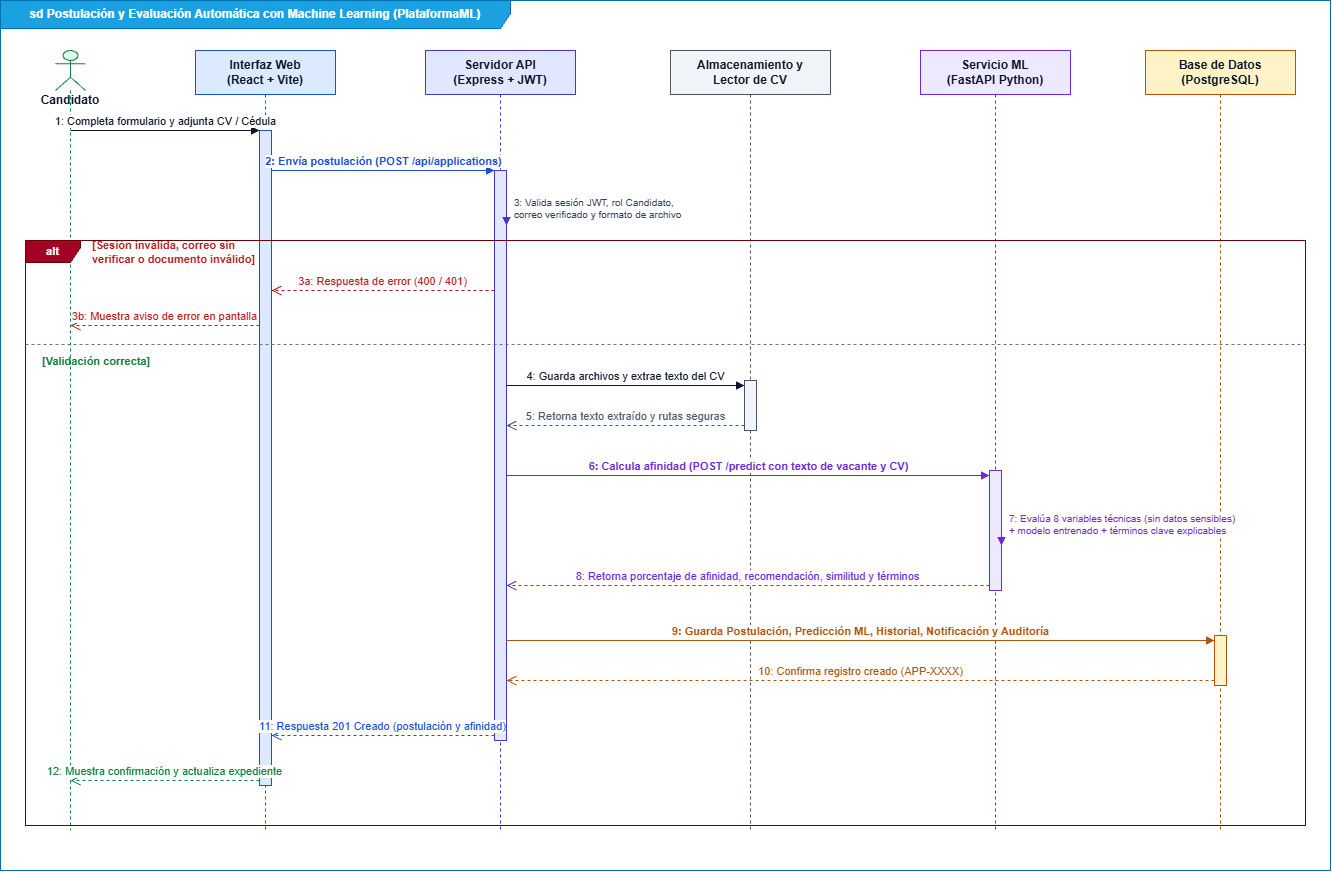 sd Postulación y Evaluación Automática con Machine Learning (PlataformaML)
Candidato
Interfaz Web
(React + Vite)
Servidor API
(Express + JWT)
Almacenamiento y
Lector de CV
Servicio ML
(FastAPI Python)
Base de Datos
(PostgreSQL)
1: Completa formulario y adjunta CV / Cédula
2: Envía postulación (POST /api/applications)
3: Valida sesión JWT, rol Candidato,
correo verificado y formato de archivo
alt
[Sesión inválida, correo sin
verificar o documento inválido]
3a: Respuesta de error (400 / 401)
3b: Muestra aviso de error en pantalla
[Validación correcta]
4: Guarda archivos y extrae texto del CV
5: Retorna texto extraído y rutas seguras
6: Calcula afinidad (POST /predict con texto de vacante y CV)
7: Evalúa 8 variables técnicas (sin datos sensibles)
+ modelo entrenado + términos clave explicables
8: Retorna porcentaje de afinidad, recomendación, similitud y términos
9: Guarda Postulación, Predicción ML, Historial, Notificación y Auditoría
10: Confirma registro creado (APP-XXXX)
11: Respuesta 201 Creado (postulación y afinidad)
12: Muestra confirmación y actualiza expediente